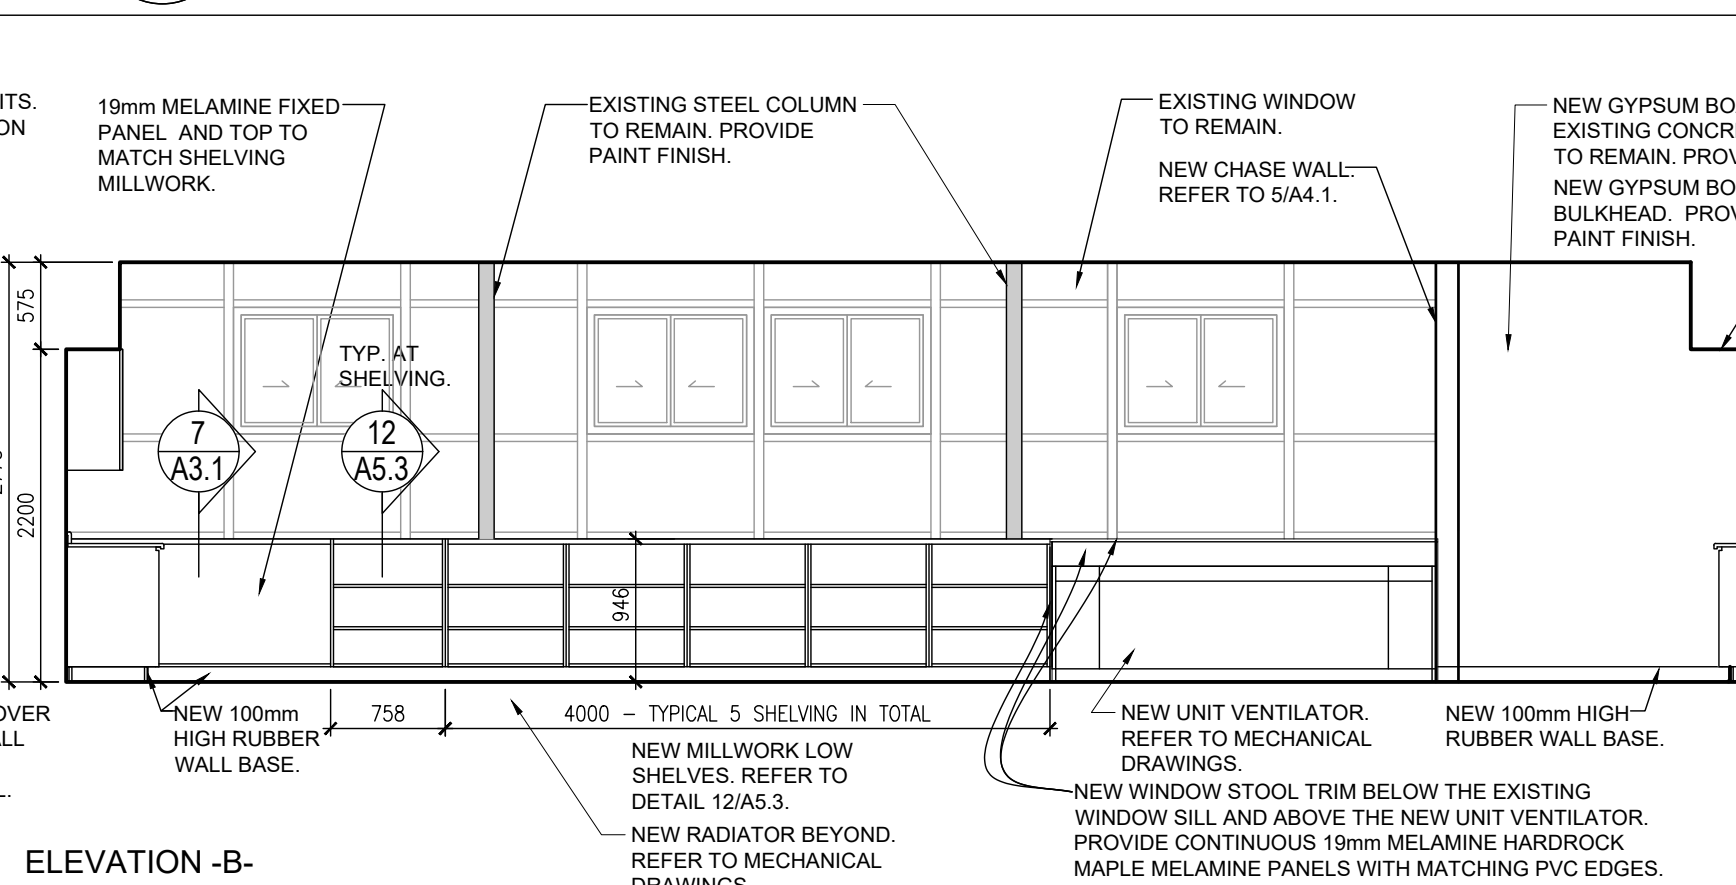 ITS.
ON
19mm MELAMINE FIXED
PANEL AND TOP TO
MATCH SHELVING
MILLWORK.
EXISTING STEEL COLUMN
TO REMAIN. PROVIDE
PAINT FINISH.
EXISTING WINDOW
TO REMAIN.
NEW CHASE WALL.
REFER TO 5/A4.1.
NEW GYPSUM BO
EXISTING CONCR
TO REMAIN. PROV
NEW GYPSUM BO
BULKHEAD. PROV
PAINT FINISH.
575
2200
TYP. AT
SHELVING.
7
A3.1
12
A5.3
946
758
4000 – TYPICAL 5 SHELVING IN TOTAL
OVER
ALL
L.
NEW 100mm
HIGH RUBBER
WALL BASE.
NEW MILLWORK LOW
SHELVES. REFER TO
DETAIL 12/A5.3.
NEW RADIATOR BEYOND.
REFER TO MECHANICAL
DRAWINGS
NEW UNIT VENTILATOR.
REFER TO MECHANICAL
DRAWINGS.
NEW 100mm HIGH
RUBBER WALL BASE.
NEW WINDOW STOOL TRIM BELOW THE EXISTING
WINDOW SILL AND ABOVE THE NEW UNIT VENTILATOR.
PROVIDE CONTINUOUS 19mm MELAMINE HARDROCK
MAPLE MELAMINE PANELS WITH MATCHING PVC EDGES.
ELEVATION -B-